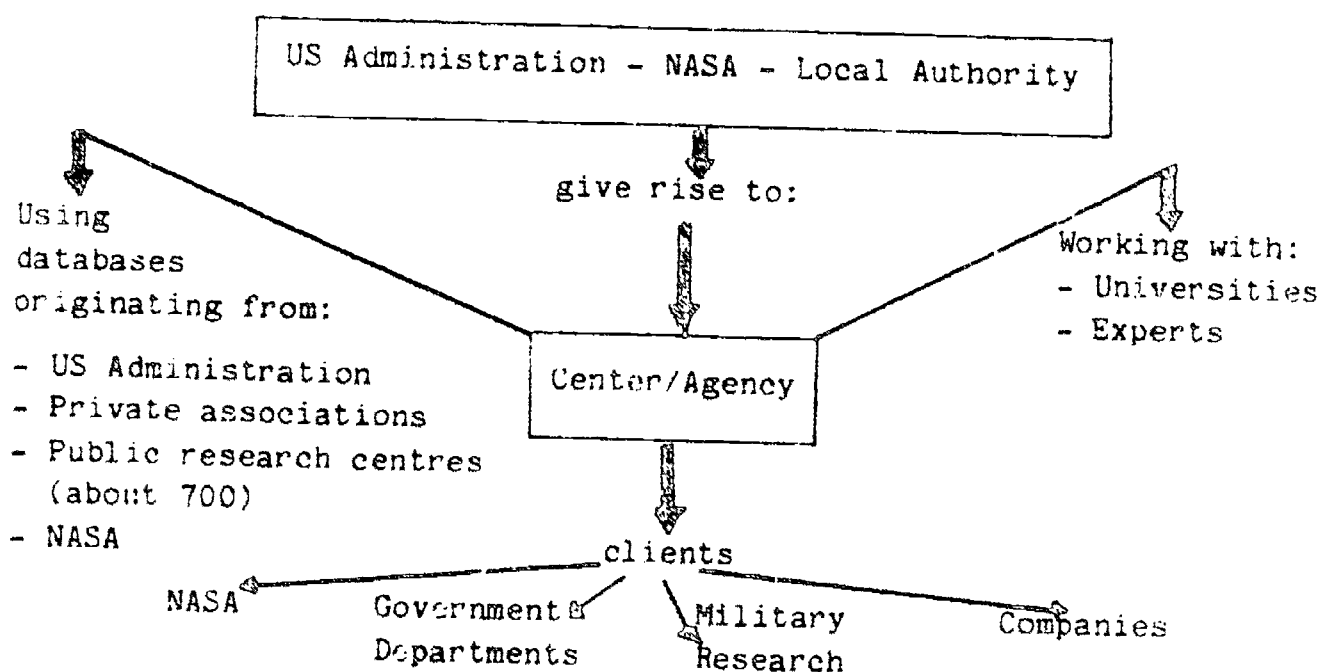 US Administration - NASA - Local Authority
give rise to:
Using
databases
originating from:
- US Administration
- Private associations
- Public research centres
(about 700)
- NASA
Working with:
- Universities
- Experts
Center/Agency
clients
NASA
Government
Departments
Military
Research
Companies